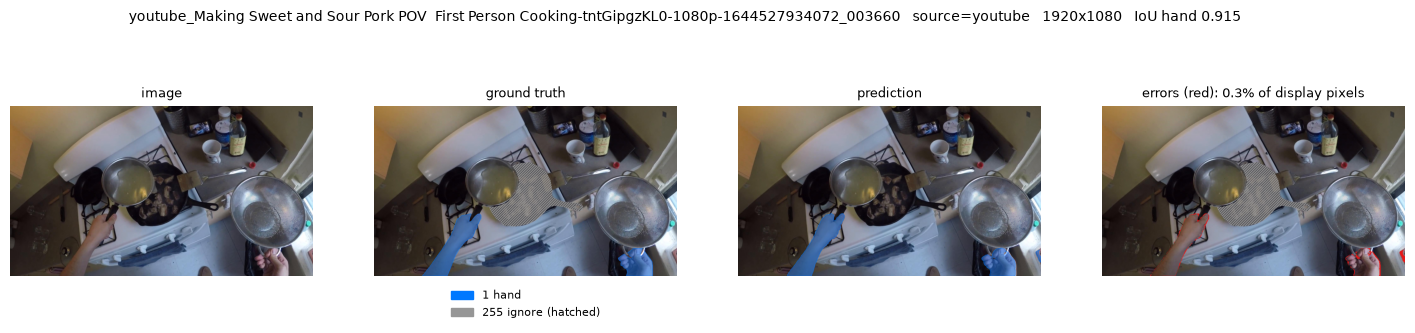 youtube_Making Sweet and Sour Pork POV  First Person Cooking-tntGipgzKL0-1080p-1644527934072_003660   source=youtube   1920x1080   IoU hand 0.915
image
ground truth
prediction
errors (red): 0.3% of display pixels
1 hand
255 ignore (hatched)